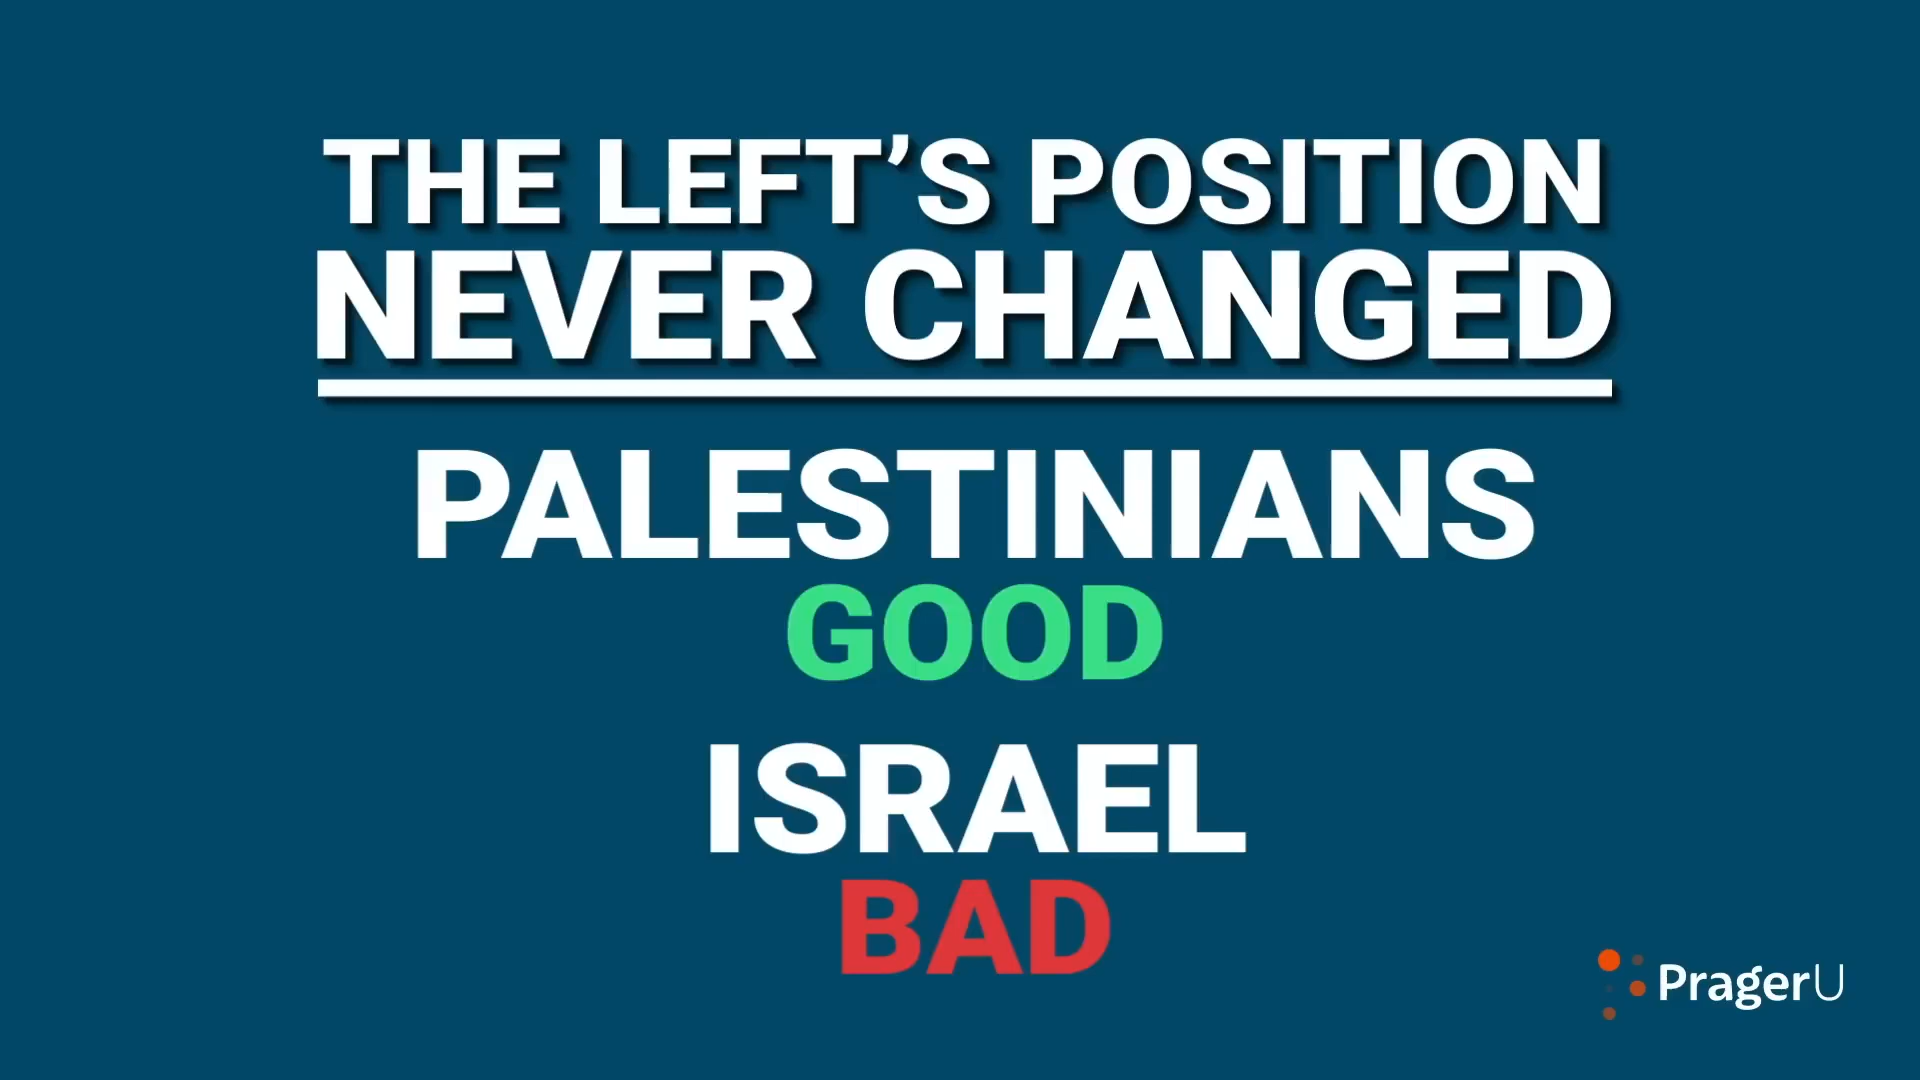 THE LEFT’S POSITION
NEVER CHANGED
PALESTINIANS
GOOD
ISRAEL
BAD
PragerU